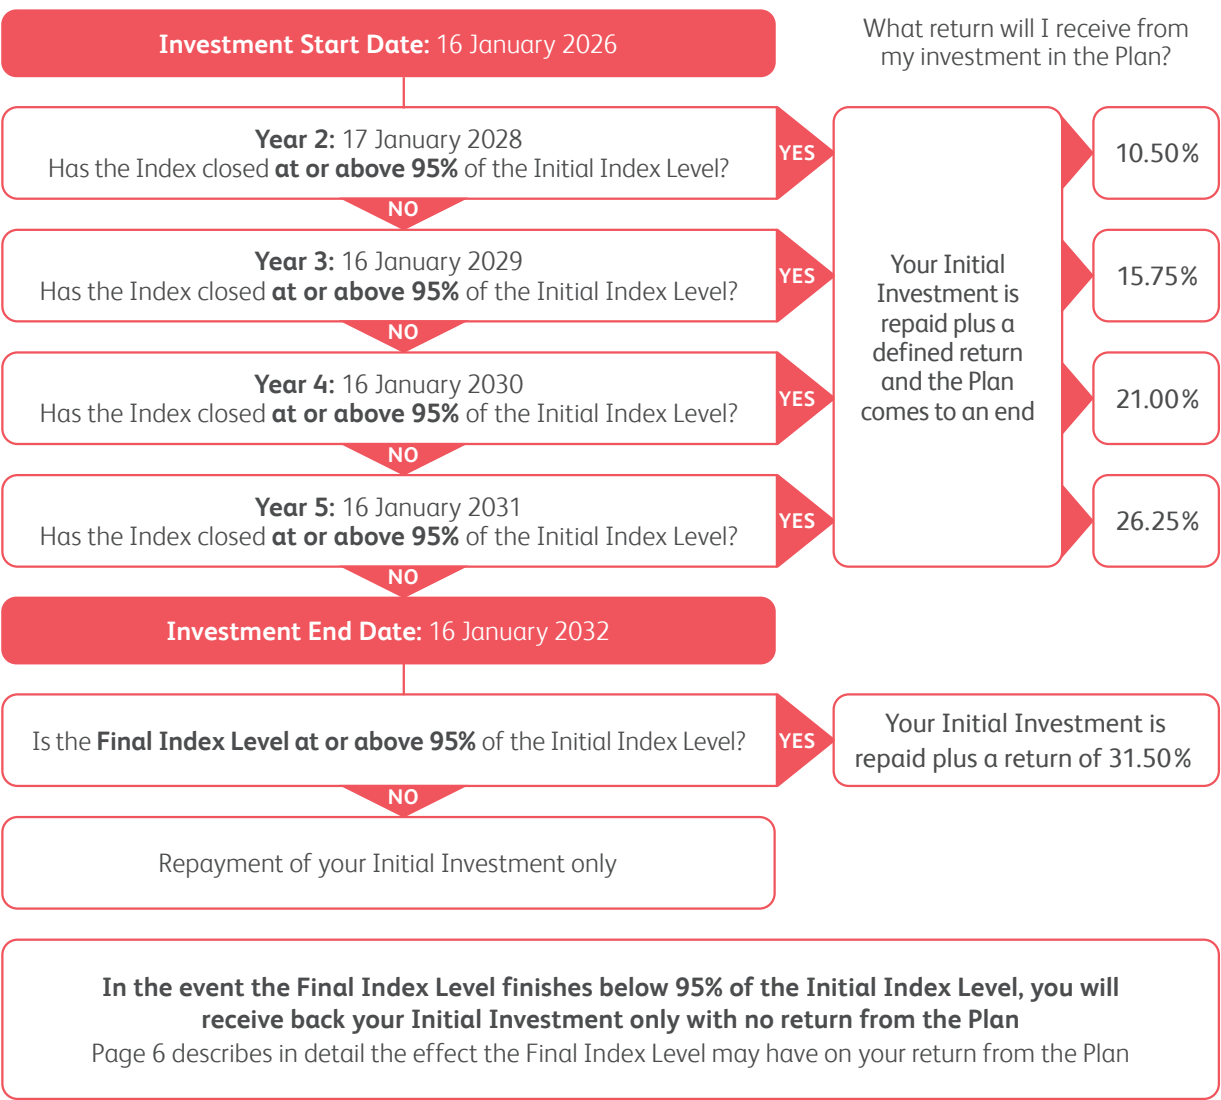 Investment Start Date: 16 January 2026
What return will I receive from
my investment in the Plan?
Year 2: 17 January 2028
Has the Index closed at or above 95% of the Initial Index Level?
YES
10.50%
NO
Year 3: 16 January 2029
Has the Index closed at or above 95% of the Initial Index Level?
YES
15.75%
NO
Your Initial
Investment is
repaid plus a
defined return
and the Plan
comes to an end
Year 4: 16 January 2030
Has the Index closed at or above 95% of the Initial Index Level?
YES
21.00%
NO
Year 5: 16 January 2031
Has the Index closed at or above 95% of the Initial Index Level?
YES
26.25%
NO
Investment End Date: 16 January 2032
Is the Final Index Level at or above 95% of the Initial Index Level?
YES
Your Initial Investment is
repaid plus a return of 31.50%
NO
Repayment of your Initial Investment only
In the event the Final Index Level finishes below 95% of the Initial Index Level, you will
receive back your Initial Investment only with no return from the Plan
Page 6 describes in detail the effect the Final Index Level may have on your return from the Plan